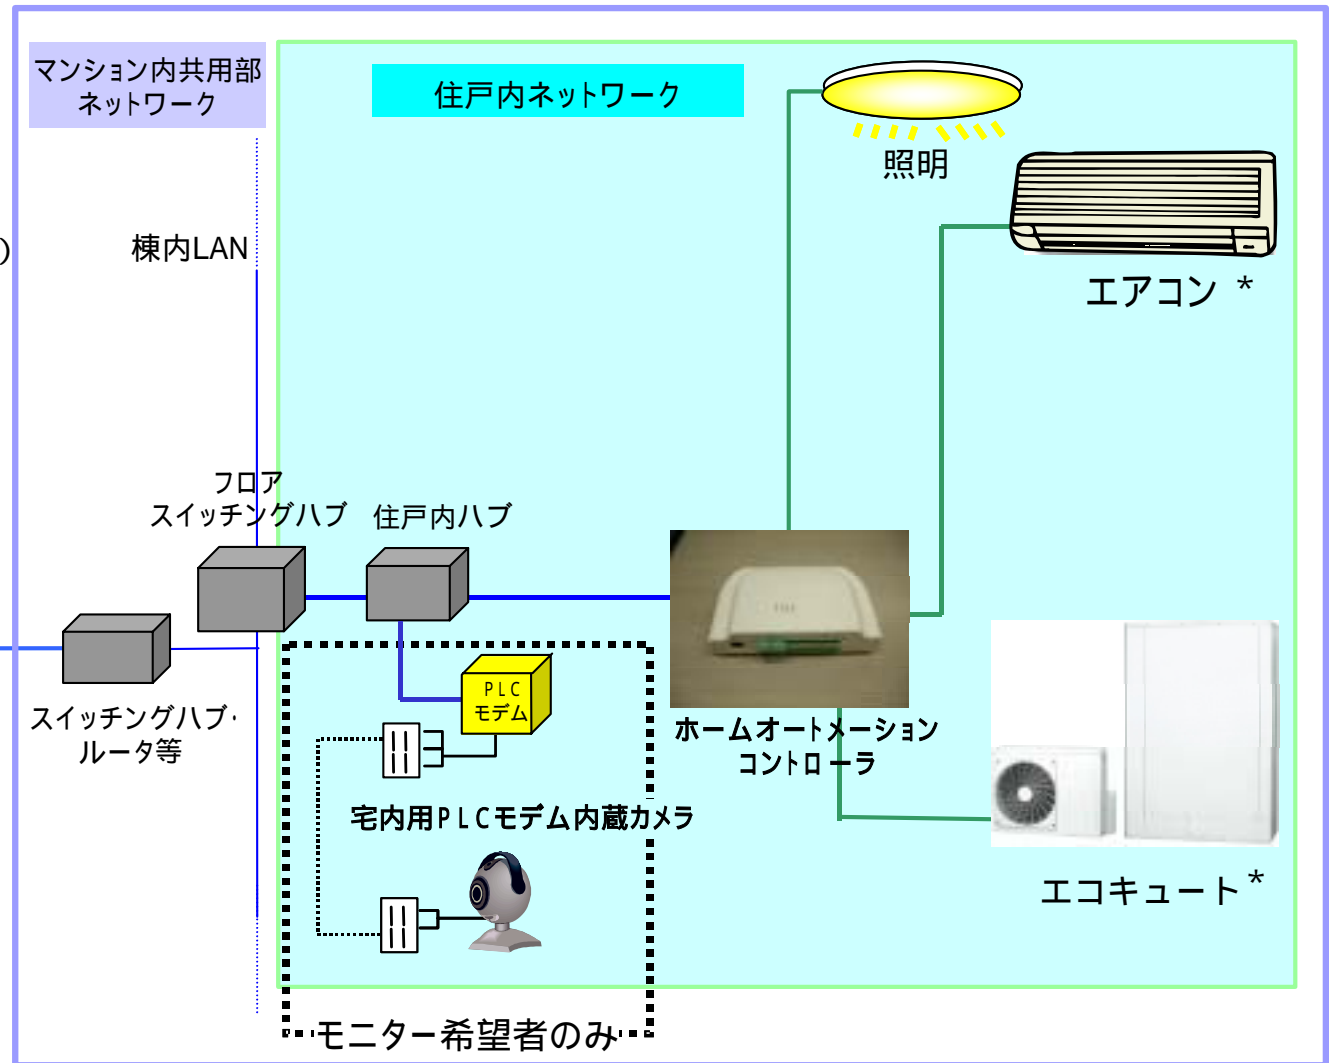 マンション内共用部
ネットワーク
住戸内ネットワーク
照明
)
棟内LAN
エアコン *
フロア
スイッチングハブ
住戸内ハブ
PLC
モデム
スイッチングハブ・
ルータ等
ホームオートメーション
コントローラ
宅内用PLCモデム内蔵カメラ
エコキュート*
モニター希望者のみ